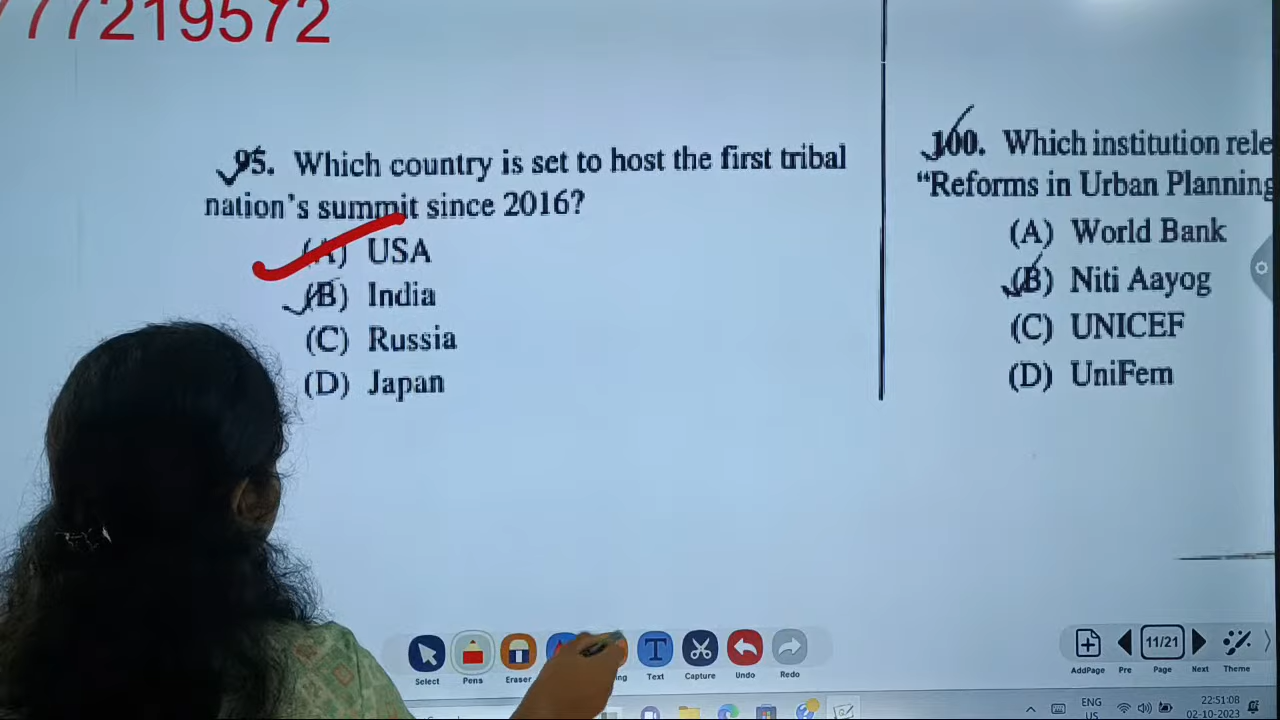 777219572
95. Which country is set to host the first tribal
nation's summit since 2016?
(A) USA
(B) India
(C) Russia
(D) Japan
100. Which institution rele
“Reforms in Urban Planning
(A) World Bank
(B) Niti Aayog
(C) UNICEF
(D) UniFem
Select Pens Eraser Text Capture Undo Redo
AddPage Pre 11/21 Page Next Theme
ENG
US
22:51:08
02-10-2023